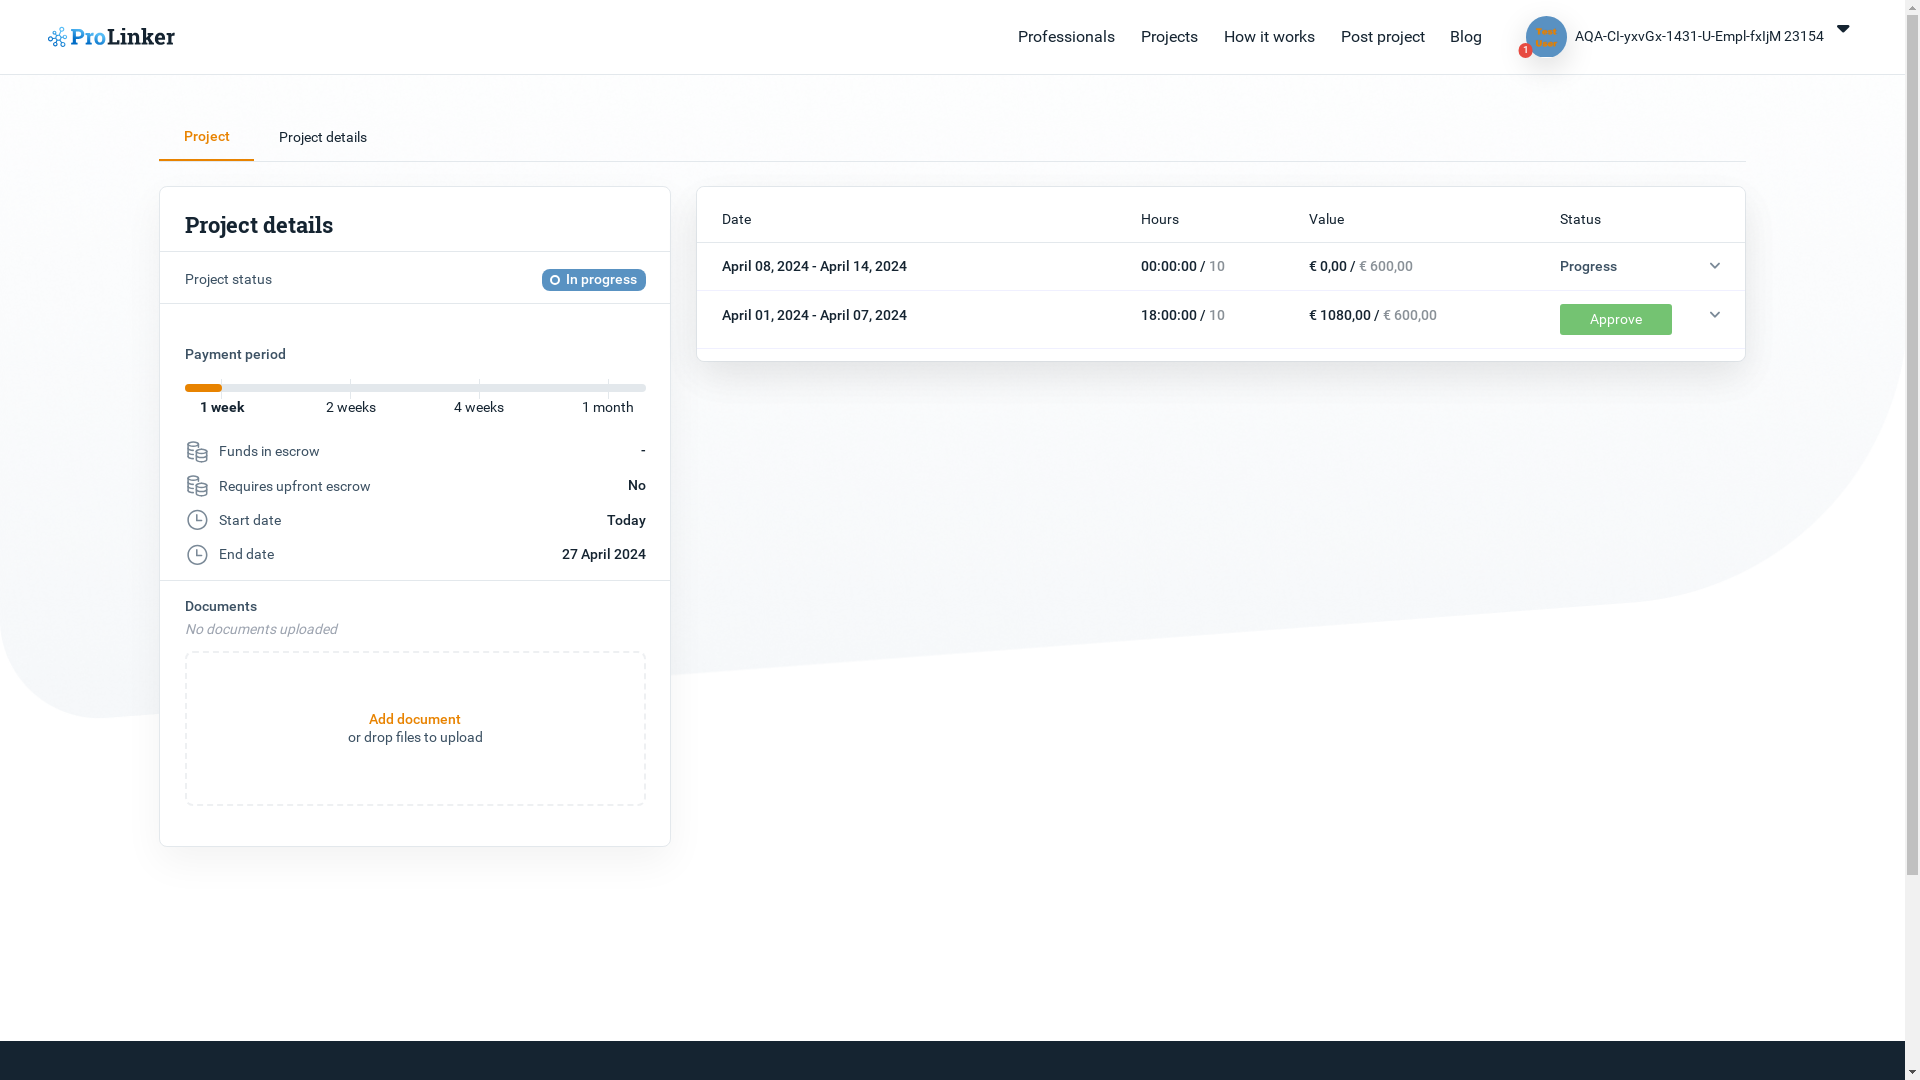 ProLinker
Professionals Projects How it works Post project Blog
Test User
1
AQA-CI-yxvGx-1431-U-Empl-fxIjM 23154
Project Project details
Project details
Project status In progress
Payment period
1 week 2 weeks 4 weeks 1 month
Funds in escrow -
Requires upfront escrow No
Start date Today
End date 27 April 2024
Documents
No documents uploaded
Add document
or drop files to upload
Date Hours Value Status
April 08, 2024 - April 14, 2024 00:00:00 / 10 € 0,00 / € 600,00 Progress
April 01, 2024 - April 07, 2024 18:00:00 / 10 € 1080,00 / € 600,00 Approve